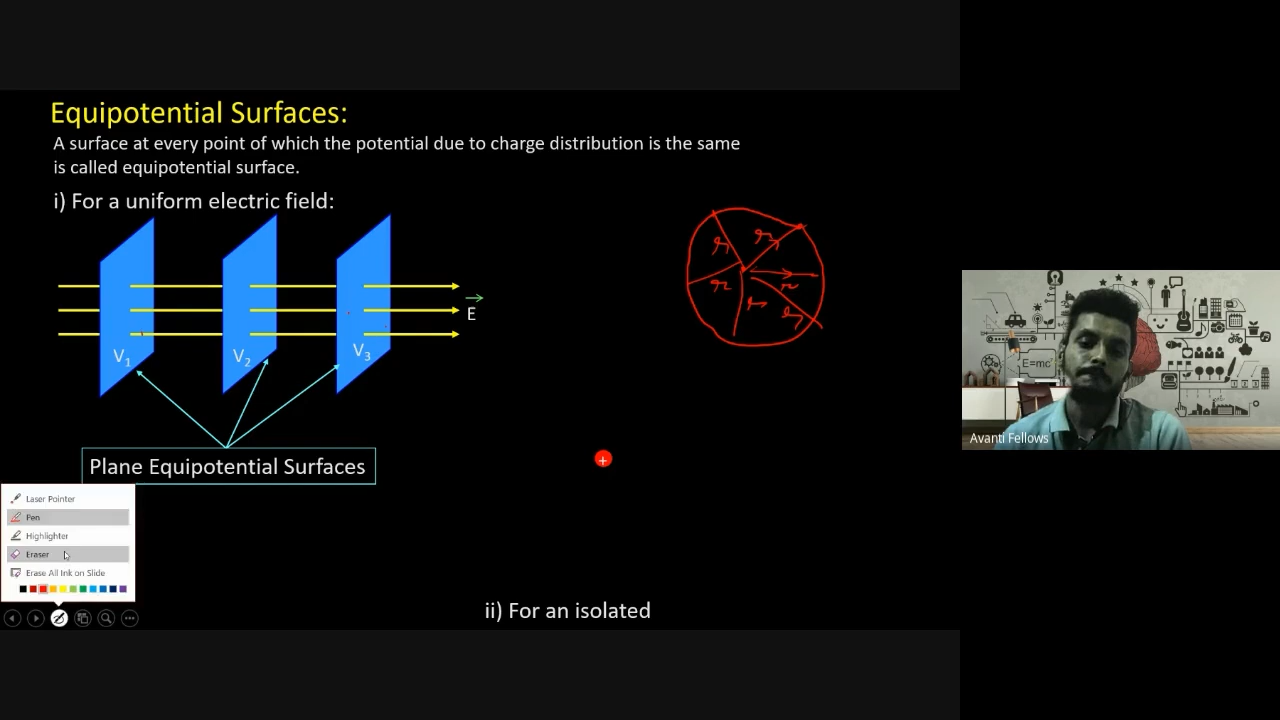 Equipotential Surfaces:
A surface at every point of which the potential due to charge distribution is the same
is called equipotential surface.
i) For a uniform electric field:
E
V1
V2
V3
Plane Equipotential Surfaces
r
r
r
r
r
r
+
ii) For an isolated
Laser Pointer
Pen
Highlighter
Eraser
Erase All Ink on Slide
E=mc²
Avanti Fellows